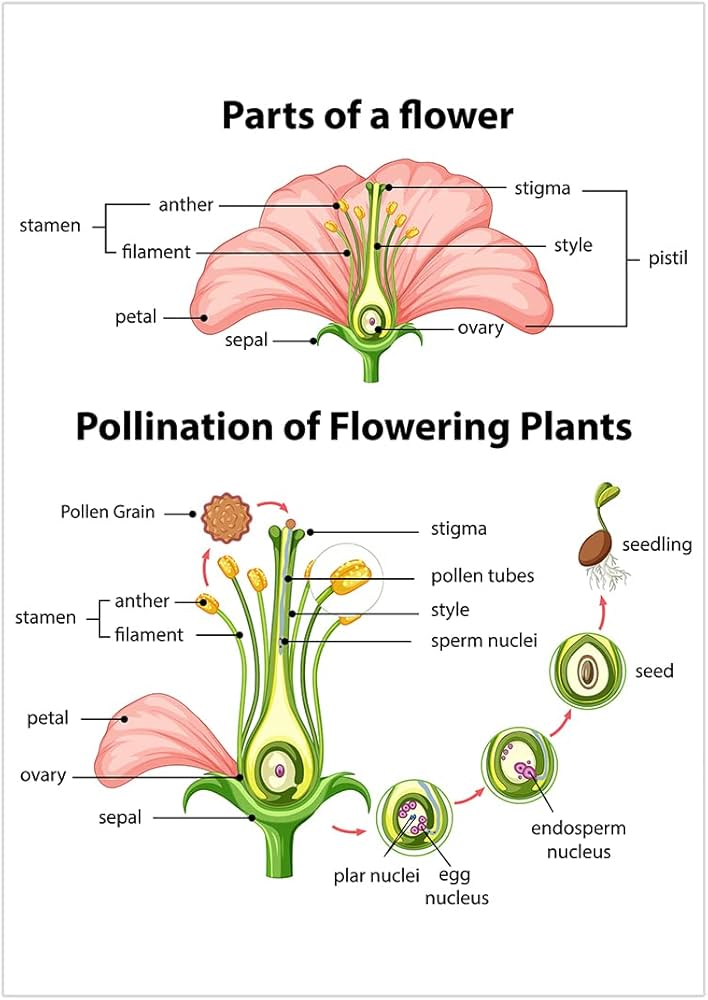 Parts of a flower
anther
stamen
filament
petal
sepal
stigma
style
pistil
ovary
Pollination of Flowering Plants
Pollen Grain
stigma
pollen tubes
style
sperm nuclei
stamen
anther
filament
petal
ovary
sepal
seedling
seed
endosperm
nucleus
plar nuclei
egg
nucleus